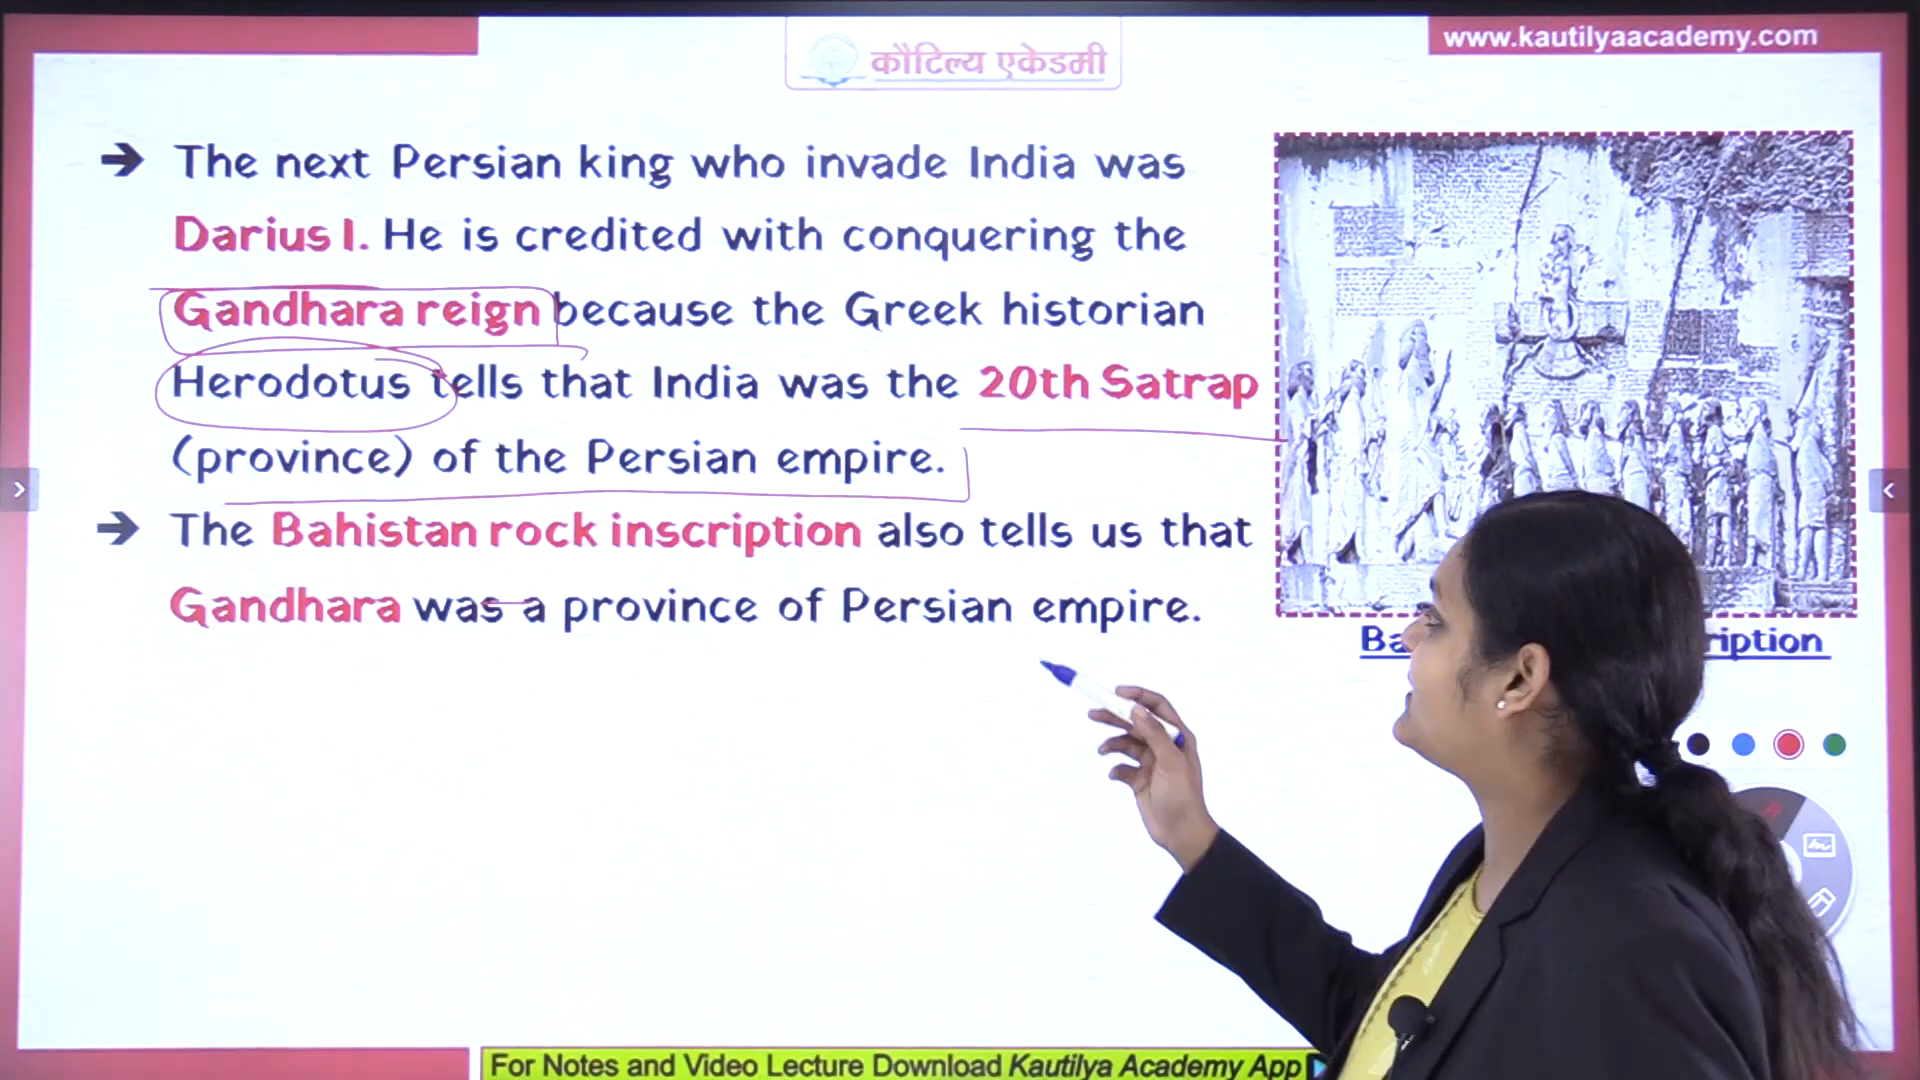 www.kautilyaacademy.com
कौटिल्य एकेडमी
The next Persian king who invade India was
Darius I. He is credited with conquering the
Gandhara reign because the Greek historian
Herodotus tells that India was the 20th Satrap
(province) of the Persian empire.
The Bahistan rock inscription also tells us that
Gandhara was a province of Persian empire.
For Notes and Video Lecture Download Kautilya Academy App